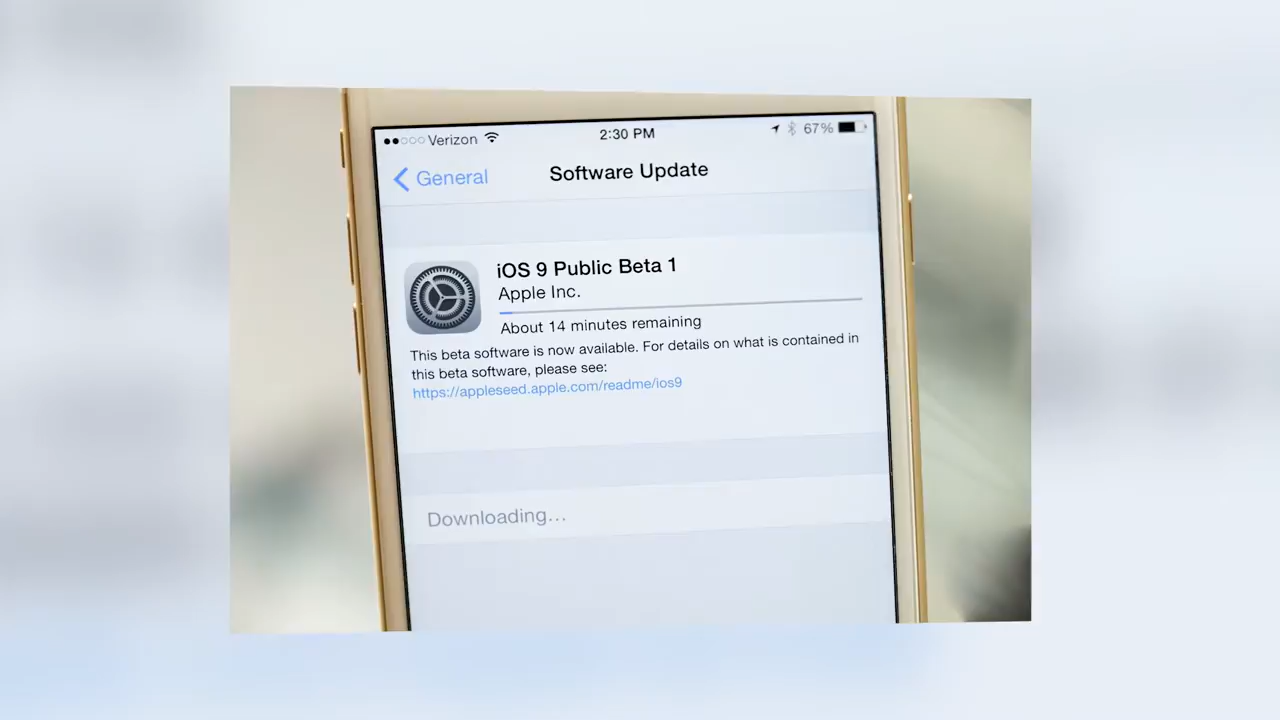 Verizon 2:30 PM 67%
General Software Update
iOS 9 Public Beta 1
Apple Inc.
About 14 minutes remaining
This beta software is now available. For details on what is contained in
this beta software, please see:
https://appleseed.apple.com/readme/ios9
Downloading...